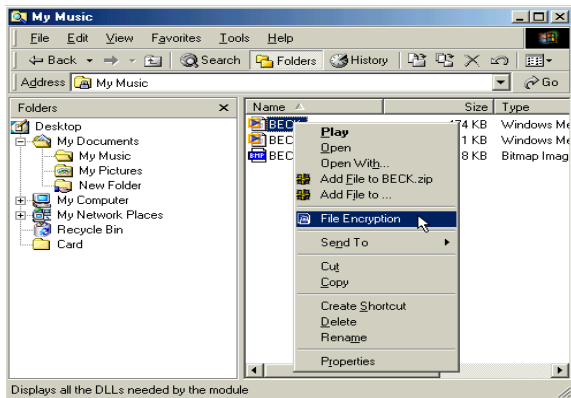 My Music
File Edit View Favorites Tools Help
Back Search Folders History
Address My Music Go
Folders Name Size Type
Desktop
My Documents
My Music
My Pictures
New Folder
My Computer
My Network Places
Recycle Bin
Card
BECK 474 KB Windows Me
BEC 1 KB Windows Me
BMP BEC 8 KB Bitmap Imag
Play
Open
Open With...
Add File to BECK.zip
Add File to ...
File Encryption
Send To
Cut
Copy
Create Shortcut
Delete
Rename
Properties
Displays all the DLLs needed by the module